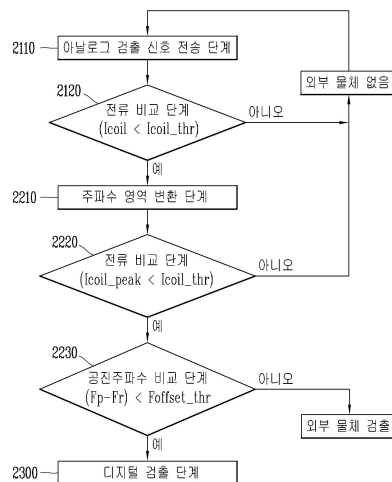 2110
아날로그 검출 신호 전송 단계
외부 물체 없음
2120
전류 비교 단계
(Icoil < Icoil_thr)
아니오
예
2210
주파수 영역 변환 단계
2220
전류 비교 단계
(Icoil_peak < Icoil_thr)
아니오
예
2230
공진주파수 비교 단계
(Fp-Fr) < Foffset_thr
아니오
외부 물체 검출
예
2300
디지털 검출 단계